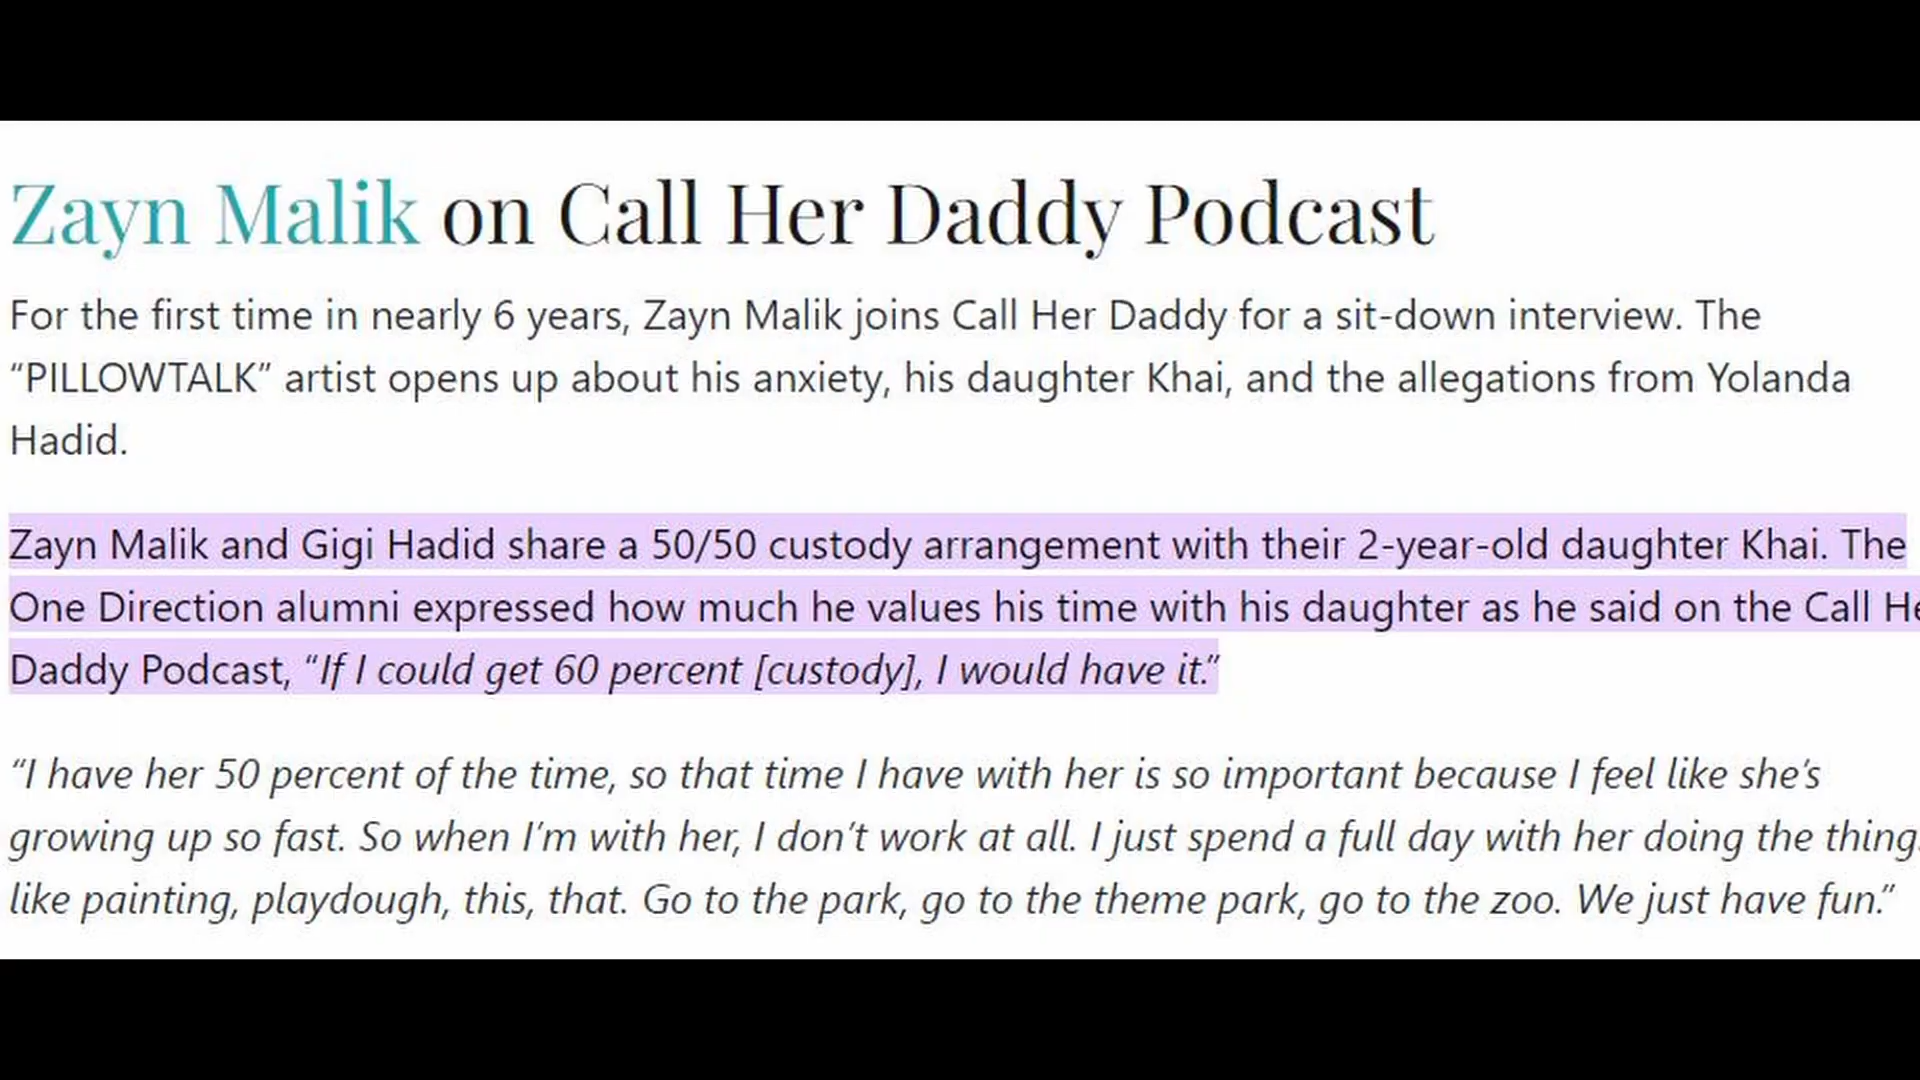 Zayn Malik on Call Her Daddy Podcast
For the first time in nearly 6 years, Zayn Malik joins Call Her Daddy for a sit-down interview. The
“PILLOWTALK” artist opens up about his anxiety, his daughter Khai, and the allegations from Yolanda
Hadid.
Zayn Malik and Gigi Hadid share a 50/50 custody arrangement with their 2-year-old daughter Khai. The
One Direction alumni expressed how much he values his time with his daughter as he said on the Call He
Daddy Podcast, “If I could get 60 percent [custody], I would have it.”
“I have her 50 percent of the time, so that time I have with her is so important because I feel like she’s
growing up so fast. So when I’m with her, I don’t work at all. I just spend a full day with her doing the thing
like painting, playdough, this, that. Go to the park, go to the theme park, go to the zoo. We just have fun.”